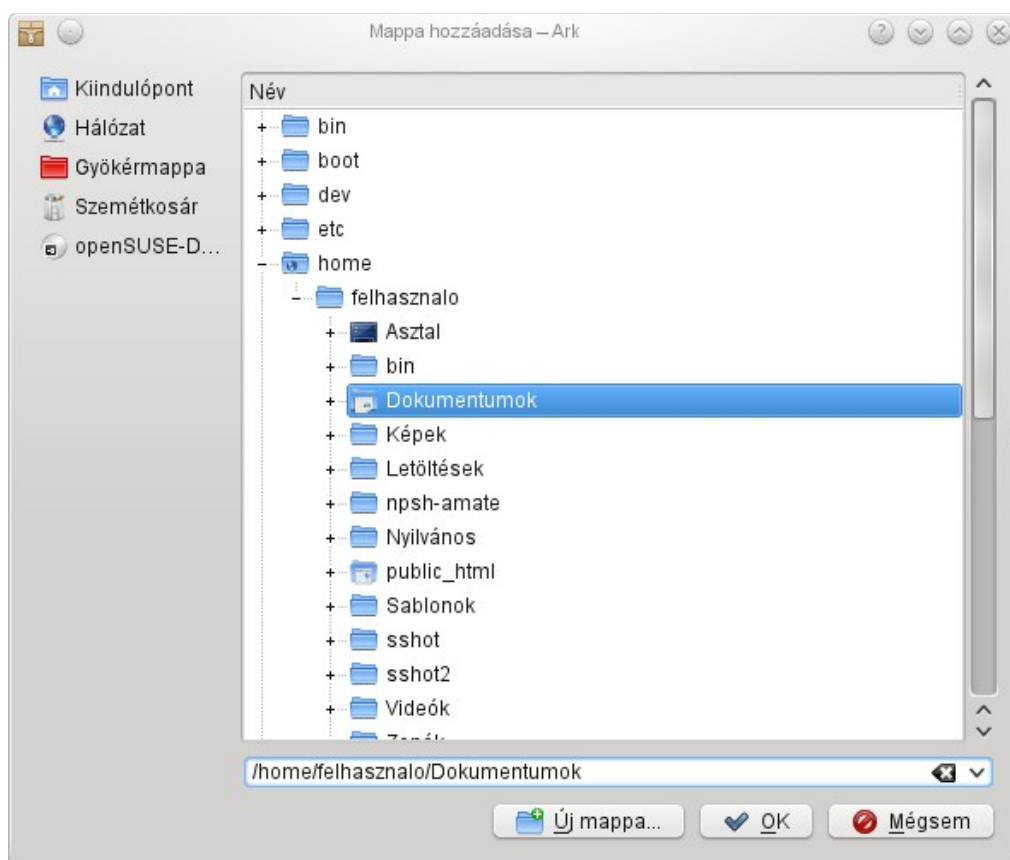 Mappa hozzáadása – Ark
Kiindulópont
Hálózat
Gyökérmappa
Szemétkosár
openSUSE-D...
Név
bin
boot
dev
etc
home
felhasznalo
Asztal
bin
Dokumentumok
Képek
Letöltések
npsh-amate
Nyilvános
public_html
Sablonok
sshot
sshot2
Videók
/home/felhasznalo/Dokumentumok
Új mappa...
OK
Mégsem